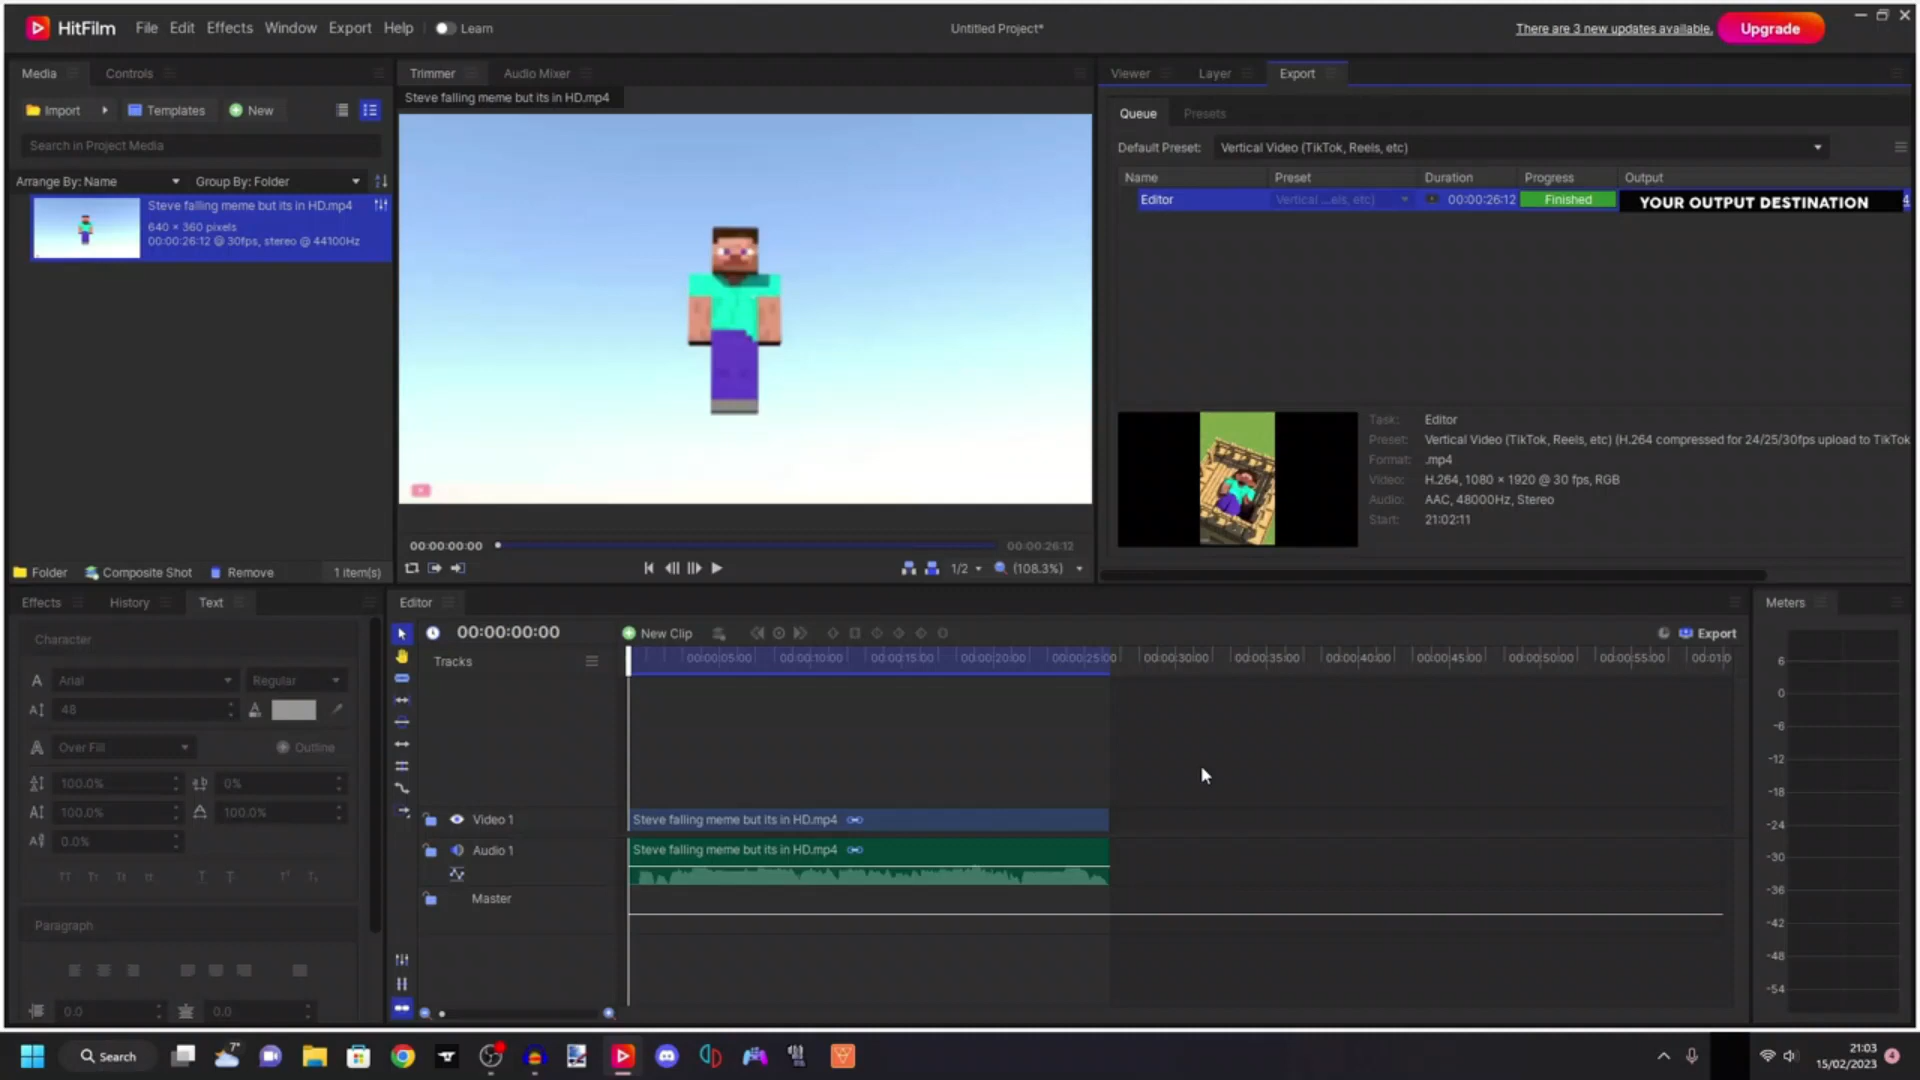 HitFilm File Edit Effects Window Export Help Learn Untitled Project* There are 3 new updates available. Upgrade
Media Controls
Import Templates New
Search in Project Media
Arrange By: Name Group By: Folder
Steve falling meme but its in HD.mp4
640 × 360 pixels
00:00:26:12 @ 30fps, stereo @ 44100Hz
Folder Composite Shot Remove 1 item(s)
Trimmer Audio Mixer
Steve falling meme but its in HD.mp4
00:00:00:00 00:00:26:12
1/2 (108.3%)
Viewer Layer Export
Queue Presets
Default Preset: Vertical Video (TikTok, Reels, etc)
Name Preset Duration Progress Output
Editor Vertical ...els, etc) 00:00:26:12 Finished YOUR OUTPUT DESTINATION 4
Task: Editor
Preset: Vertical Video (TikTok, Reels, etc) (H.264 compressed for 24/25/30fps upload to TikTok
Format: .mp4
Video: H.264, 1080 × 1920 @ 30 fps, RGB
Audio: AAC, 48000Hz, Stereo
Start: 21:02:11
Effects History Text
Character
Arial Regular
48
Over Fill Outline
100.0% 0%
100.0% 100.0%
0.0%
Paragraph
0.0 0.0
Editor
00:00:00:00 New Clip Export
Tracks 00:00:05:00 00:00:10:00 00:00:15:00 00:00:20:00 00:00:25:00 00:00:30:00 00:00:35:00 00:00:40:00 00:00:45:00 00:00:50:00 00:00:55:00 00:01:0
Video 1 Steve falling meme but its in HD.mp4
Audio 1 Steve falling meme but its in HD.mp4
Master
Meters
6
0
-6
-12
-18
-24
-30
-36
-42
-48
-54
Search 7° 21:03
15/02/2023 4